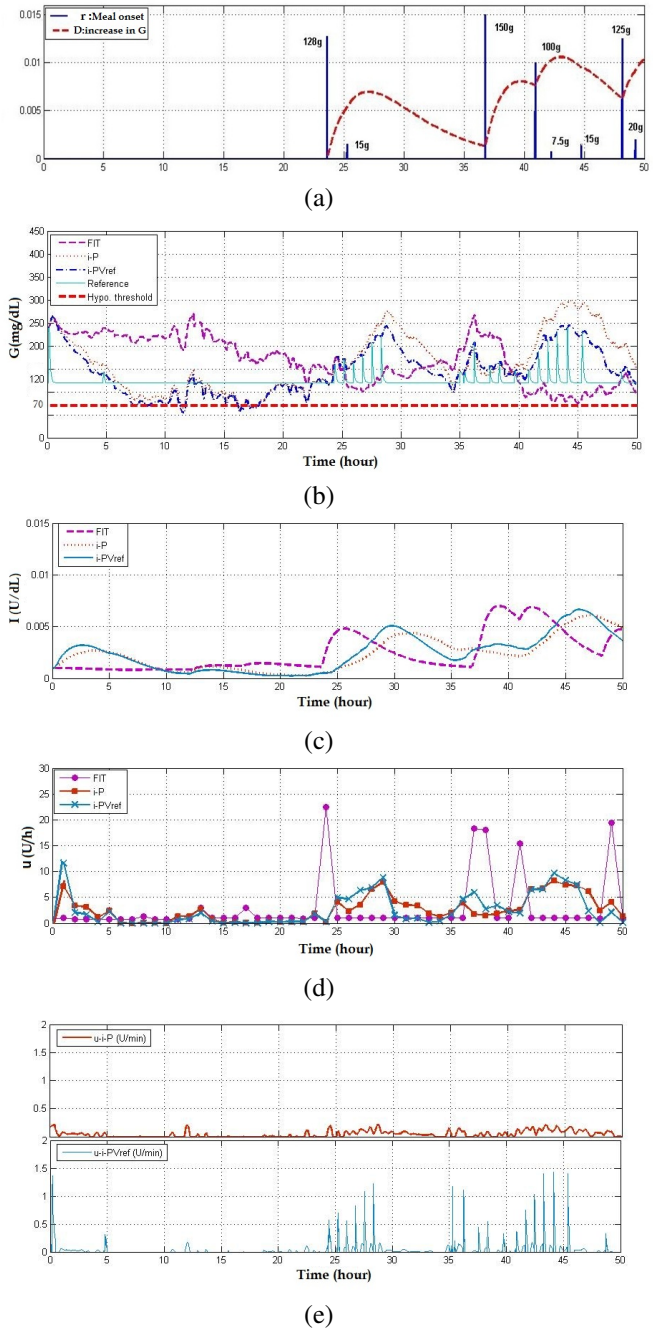 0.015
0.01
0.005
0
r :Meal onset
D:increase in G
128g
15g
150g
100g
7.5g
15g
125g
20g
0 5 10 15 20 25 30 35 40 45 50
(a)
G(mg/dL)
450
400
350
300
250
200
120
70
0
FIT
i-P
i-PVref
Reference
Hypo. threshold
0 5 10 15 20 25 30 35 40 45 50
Time (hour)
(b)
I (U/dL)
0.015
0.01
0.005
0
FIT
i-P
i-PVref
0 5 10 15 20 25 30 35 40 45 50
Time (hour)
(c)
u (U/h)
30
25
20
15
10
5
0
FIT
i-P
i-PVref
0 5 10 15 20 25 30 35 40 45 50
Time (hour)
(d)
2
1.5
1
0.5
u-i-P (U/min)
2
1.5
1
0.5
0
u-i-PVref (U/min)
0 5 10 15 20 25 30 35 40 45 50
Time (hour)
(e)